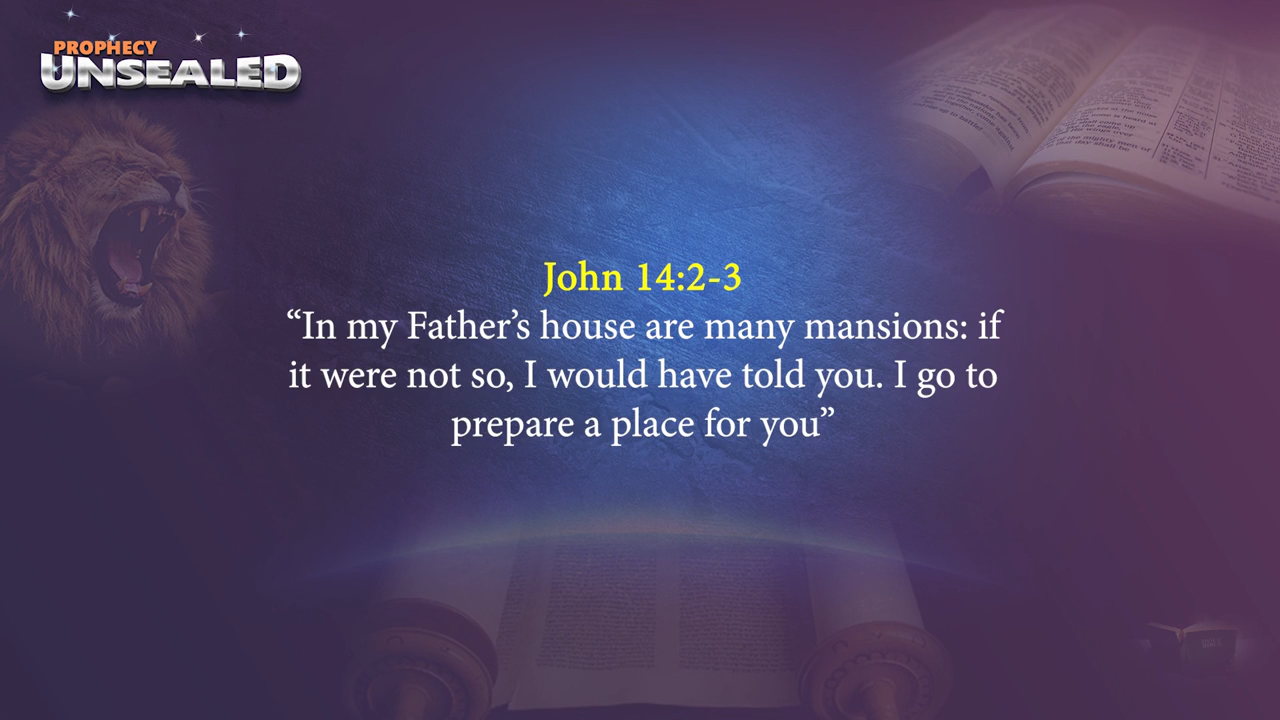 PROPHECY
UNSEALED
John 14:2-3
“In my Father’s house are many mansions: if
it were not so, I would have told you. I go to
prepare a place for you”